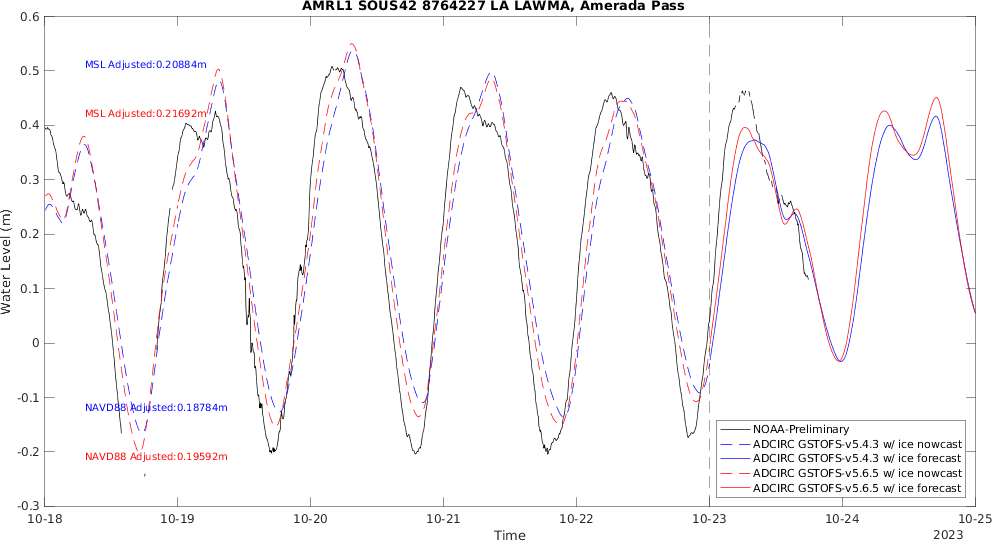 AMRL1 SOUS42 8764227 LA LAWMA, Amerada Pass
0.6
0.5
0.4
0.3
0.2
0.1
0
-0.1
-0.2
-0.3
Water Level (m)
MSL Adjusted:0.20884m
MSL Adjusted:0.21692m
NAVD88 Adjusted:0.18784m
NAVD88 Adjusted:0.19592m
NOAA-Preliminary
ADCIRC GSTOFS-v5.4.3 w/ ice nowcast
ADCIRC GSTOFS-v5.4.3 w/ ice forecast
ADCIRC GSTOFS-v5.6.5 w/ ice nowcast
ADCIRC GSTOFS-v5.6.5 w/ ice forecast
10-18 10-19 10-20 10-21 10-22 10-23 10-24 10-25
Time
2023